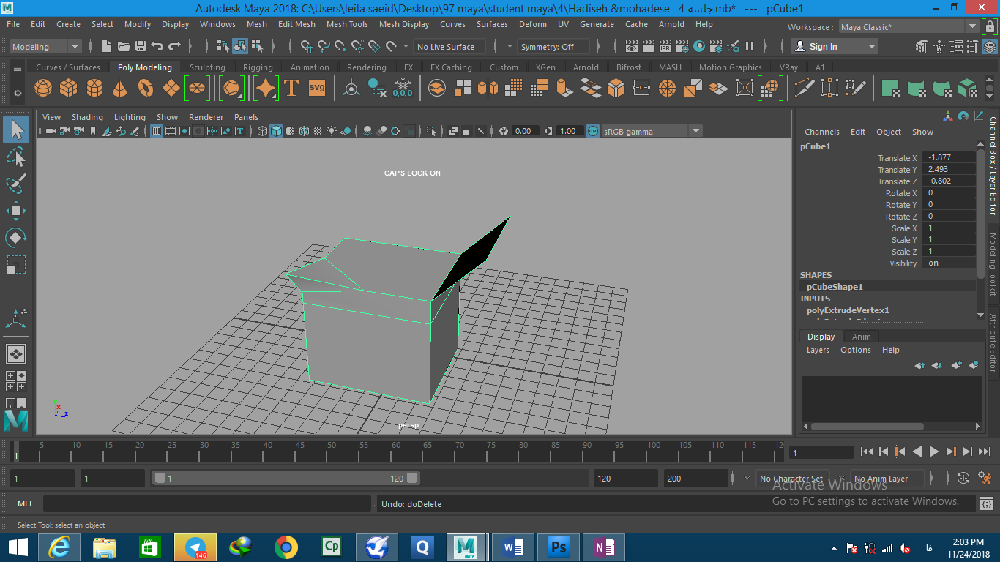 Autodesk Maya 2018: C:\Users\leila saeid\Desktop\97 maya\student maya\4\Hadiseh &mohadese   4 جلسه.mb*   ---   pCube1
File Edit Create Select Modify Display Windows Mesh Edit Mesh Mesh Tools Mesh Display Curves Surfaces Deform UV Generate Cache Arnold Help
Workspace : Maya Classic*
Modeling No Live Surface Symmetry: Off Sign In
IPR
Curves / Surfaces Poly Modeling Sculpting Rigging Animation Rendering FX FX Caching Custom XGen Arnold Bifrost MASH Motion Graphics VRay A1
T SVG 0,0,0
View Shading Lighting Show Renderer Panels
0.00 1.00 ON sRGB gamma
CAPS LOCK ON
persp
x
z
Channels Edit Object Show
pCube1
Translate X -1.877
Translate Y 2.493
Translate Z -0.802
Rotate X 0
Rotate Y 0
Rotate Z 0
Scale X 1
Scale Y 1
Scale Z 1
Visibility on
SHAPES
pCubeShape1
INPUTS
polyExtrudeVertex1
Display Anim
Layers Options Help
Channel Box / Layer Editor
Modeling Toolkit
Attribute Editor
5 10 15 20 25 30 35 40 45 50 55 60 65 70 75 80 85 90 95 100 105 110 115 12
1
1
1 1 1 120 120 200 No Character Set No Anim Layer
MEL Undo: doDelete
Activate Windows
Go to PC settings to activate Windows.
Select Tool: select an object
146
Cp
Q
M
MAYA
W
Ps
N
فا
2:03 PM
11/24/2018